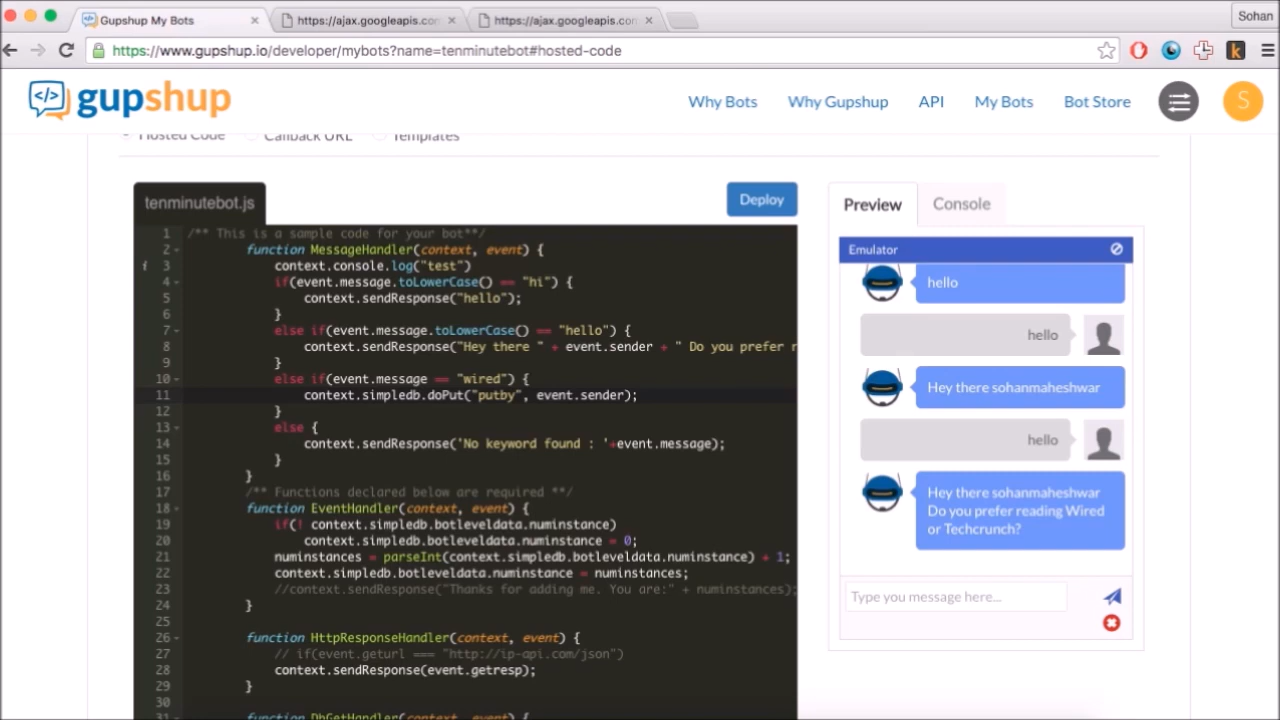 Gupshup My Bots
https://ajax.googleapis.con
https://ajax.googleapis.con
Sohan
https://www.gupshup.io/developer/mybots?name=tenminutebot#hosted-code
gupshup
Why Bots
Why Gupshup
API
My Bots
Bot Store
S
Hosted Code
Callback URL
Templates
tenminutebot.js
Deploy
1 /** This is a sample code for your bot**/
2 function MessageHandler(context, event) {
3 context.console.log("test")
4 if(event.message.toLowerCase() == "hi") {
5 context.sendResponse("hello");
6 }
7 else if(event.message.toLowerCase() == "hello") {
8 context.sendResponse("Hey there " + event.sender + " Do you prefer r
9 }
10 else if(event.message == "wired") {
11 context.simpledb.doPut("putby", event.sender);
12 }
13 else {
14 context.sendResponse('No keyword found : '+event.message);
15 }
16 }
17 /** Functions declared below are required **/
18 function EventHandler(context, event) {
19 if(! context.simpledb.botleveldata.numinstance)
20 context.simpledb.botleveldata.numinstance = 0;
21 numinstances = parseInt(context.simpledb.botleveldata.numinstance) + 1;
22 context.simpledb.botleveldata.numinstance = numinstances;
23 //context.sendResponse("Thanks for adding me. You are:" + numinstances);
24 }
25
26 function HttpResponseHandler(context, event) {
27 // if(event.geturl === "http://ip-api.com/json")
28 context.sendResponse(event.getresp);
29 }
30
31 function DbGetHandler(context, event) {
Preview
Console
Emulator
hello
hello
Hey there sohanmaheshwar
hello
Hey there sohanmaheshwar
Do you prefer reading Wired
or Techcrunch?
Type you message here...